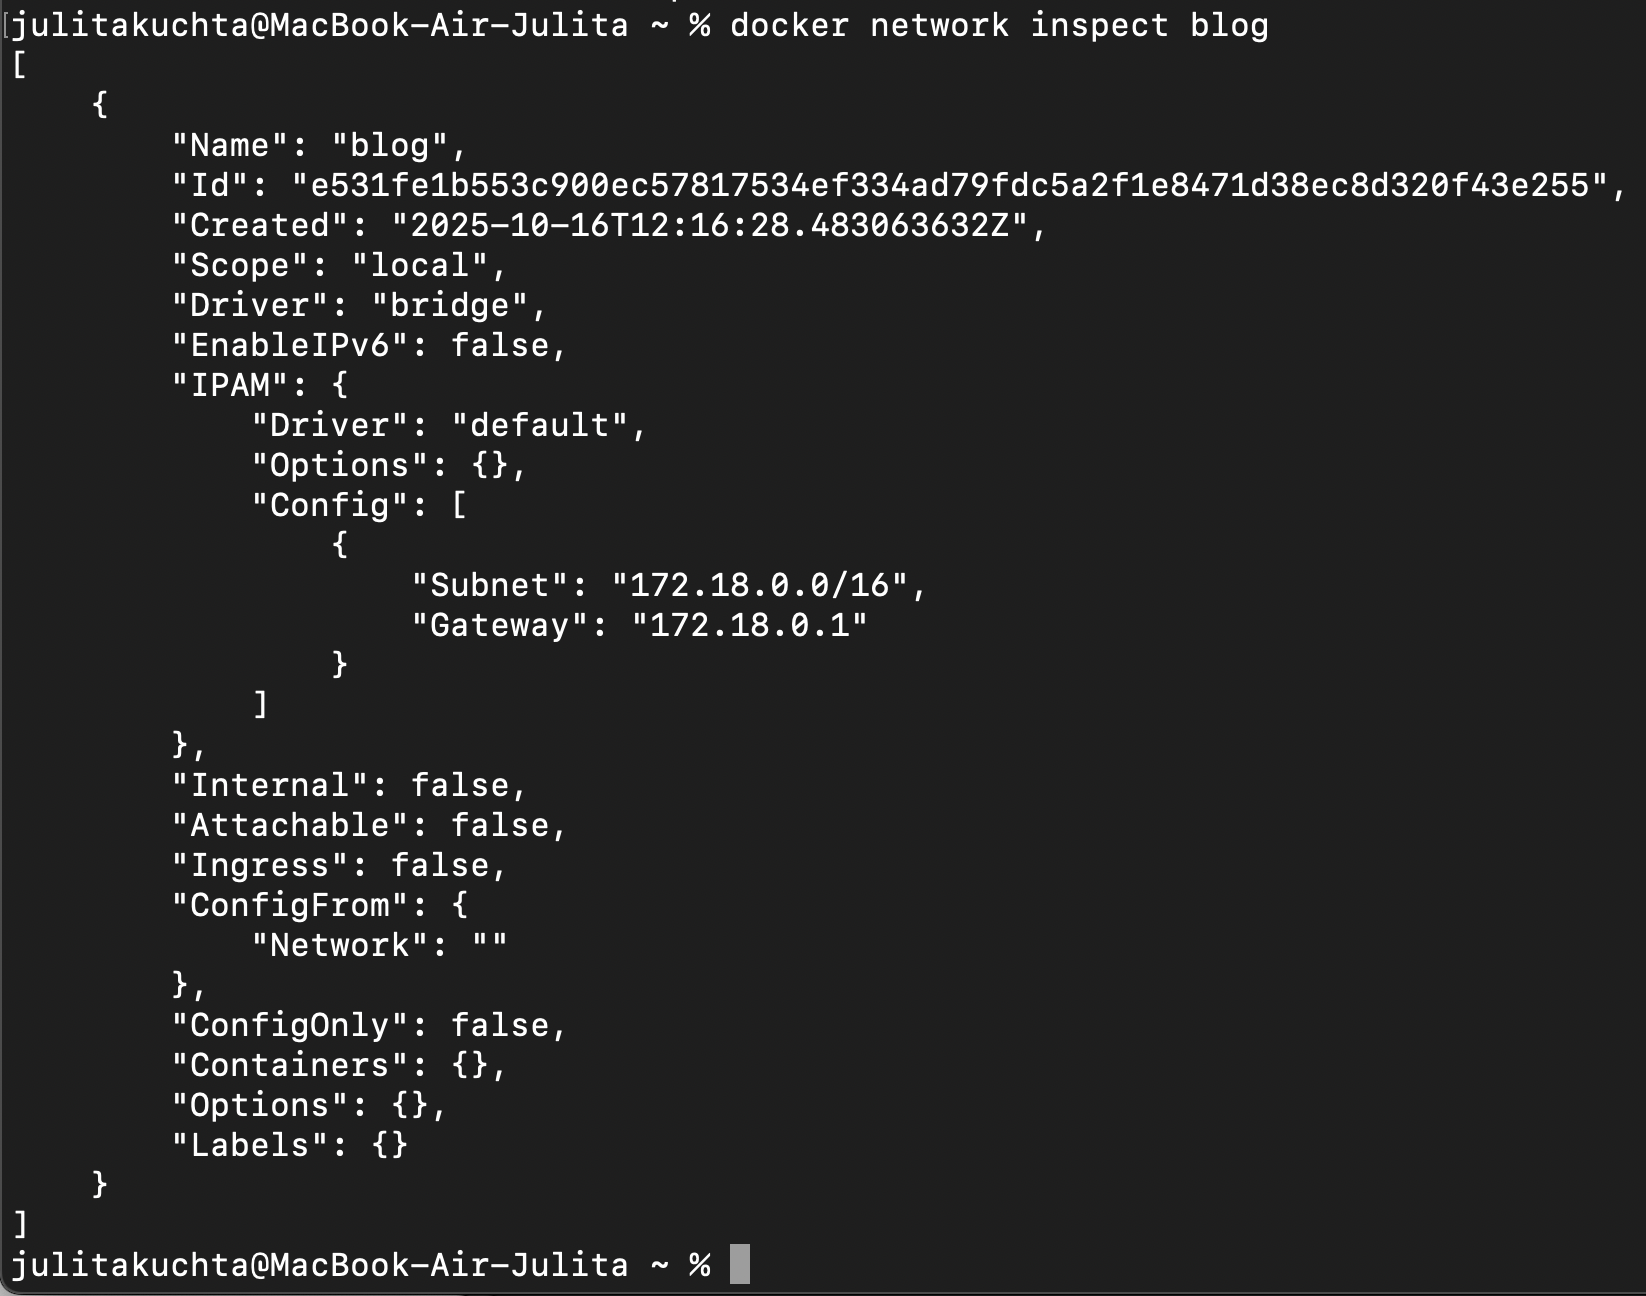 julitakuchta@MacBook-Air-Julita ~ % docker network inspect blog
[
    {
        "Name": "blog",
        "Id": "e531fe1b553c900ec57817534ef334ad79fdc5a2f1e8471d38ec8d320f43e255",
        "Created": "2025-10-16T12:16:28.483063632Z",
        "Scope": "local",
        "Driver": "bridge",
        "EnableIPv6": false,
        "IPAM": {
            "Driver": "default",
            "Options": {},
            "Config": [
                {
                    "Subnet": "172.18.0.0/16",
                    "Gateway": "172.18.0.1"
                }
            ]
        },
        "Internal": false,
        "Attachable": false,
        "Ingress": false,
        "ConfigFrom": {
            "Network": ""
        },
        "ConfigOnly": false,
        "Containers": {},
        "Options": {},
        "Labels": {}
    }
]
julitakuchta@MacBook-Air-Julita ~ %